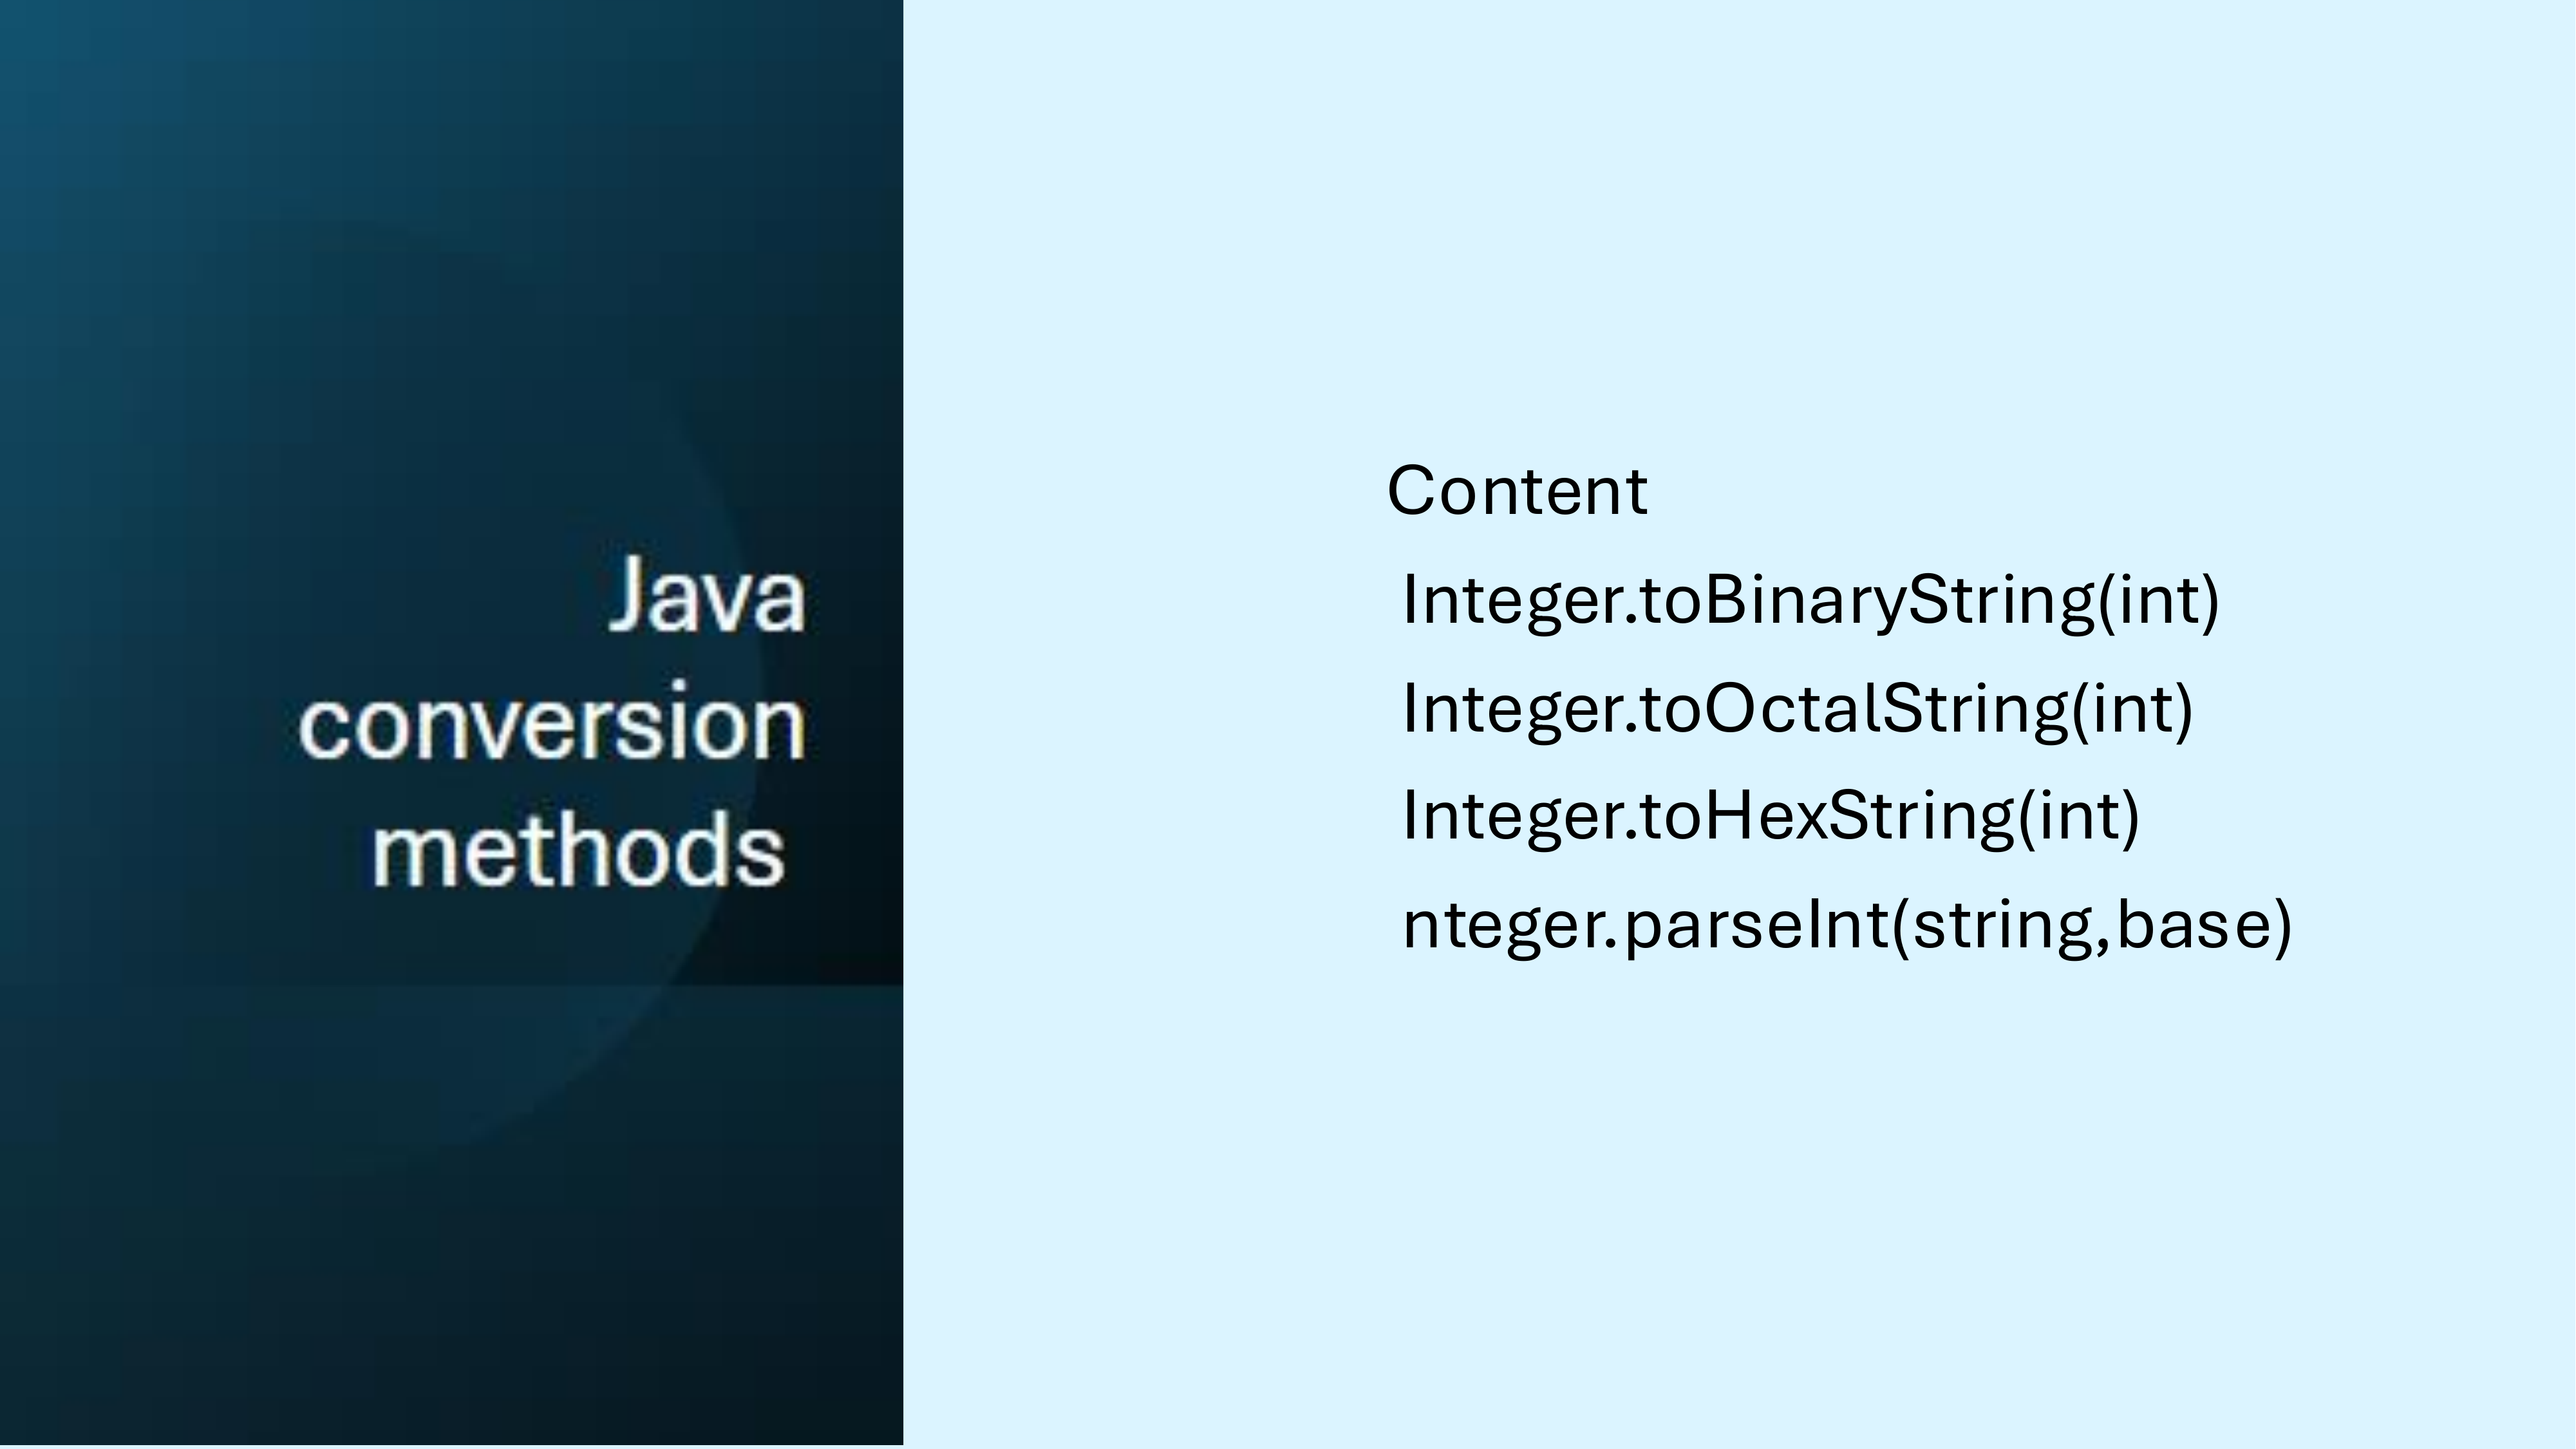 Java
conversion
methods
Content
Integer.toBinaryString(int)
Integer.toOctalString(int)
Integer.toHexString(int)
nteger.parseInt(string,base)